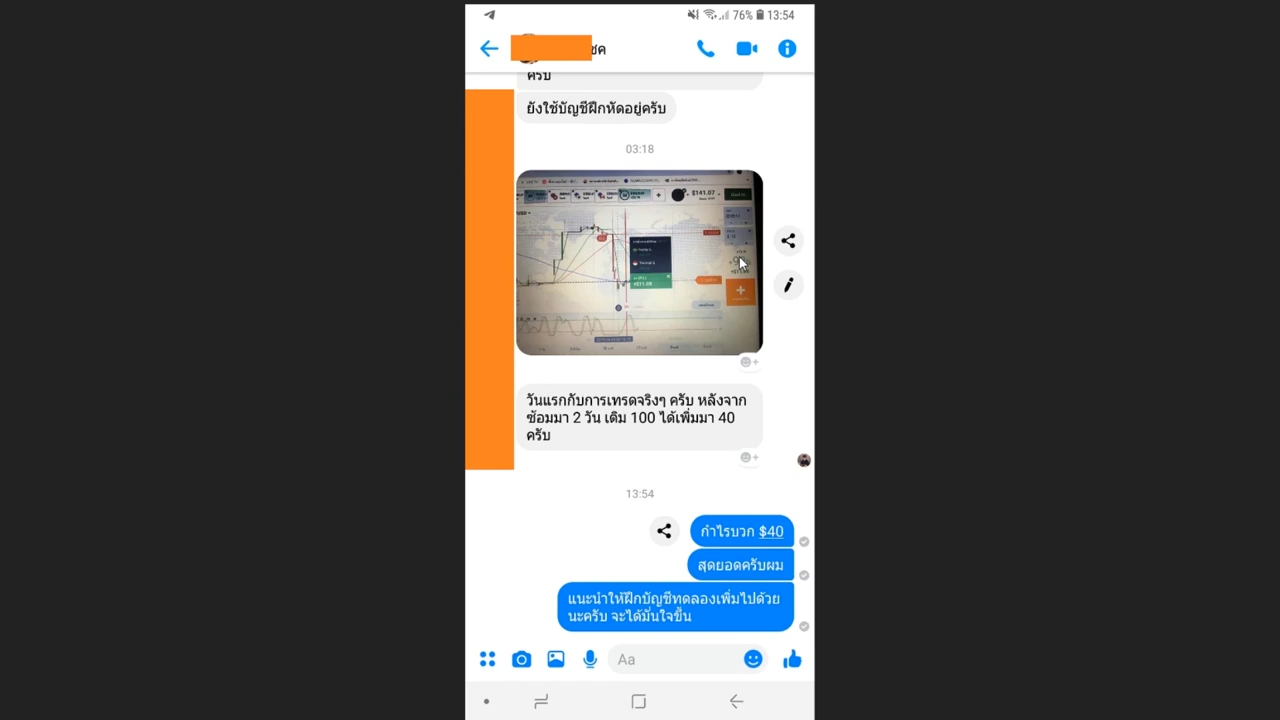 76% 13:54
ชค
ครับ
ยังใช้บัญชีฝึกหัดอยู่ครับ
03:18
$141.07
วันแรกกับการเทรดจริงๆ ครับ หลังจาก
ซ้อมมา 2 วัน เดิม 100 ได้เพิ่มมา 40
ครับ
13:54
กำไรบวก $40
สุดยอดครับผม
แนะนำให้ฝึกบัญชีทดลองเพิ่มไปด้วย
นะครับ จะได้มั่นใจขึ้น
Aa